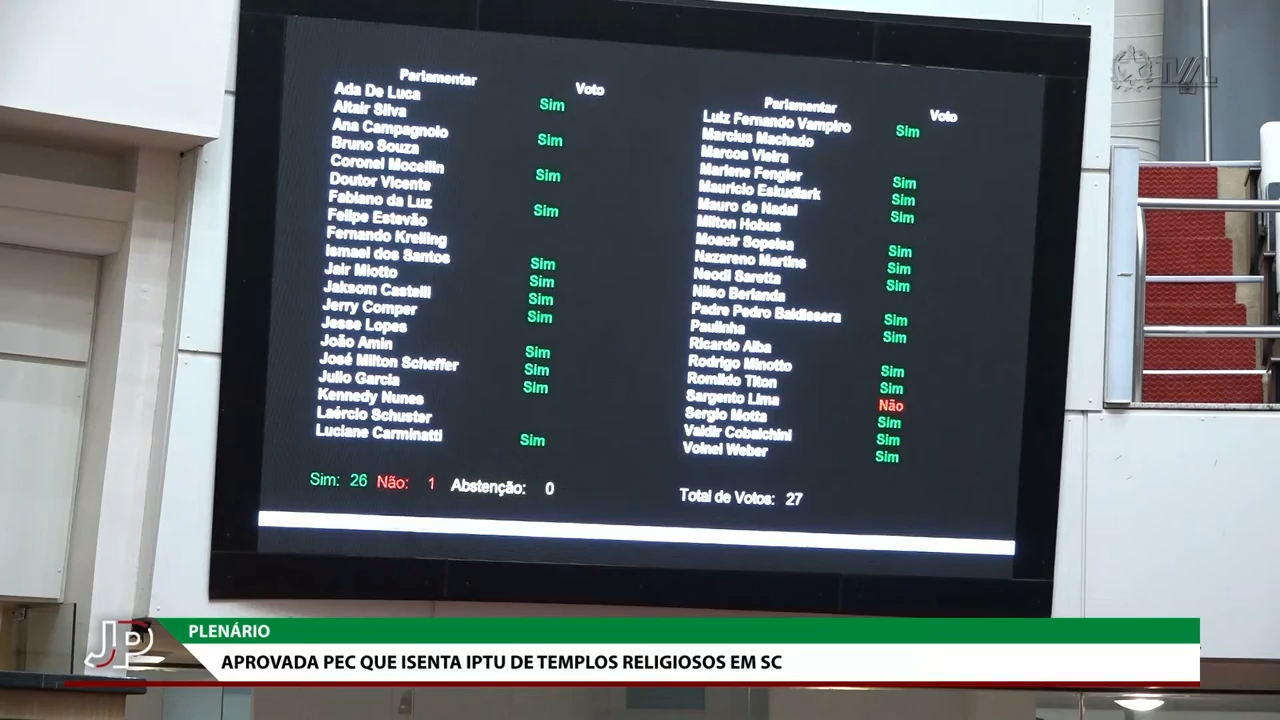 Parlamentar Voto
Ada De Luca Sim
Altair Silva
Ana Campagnolo Sim
Bruno Souza
Coronel Mocellin Sim
Doutor Vicente
Fabiano da Luz Sim
Felipe Estevão
Fernando Krelling
Ismael dos Santos Sim
Jair Miotto Sim
Jaksom Castelli Sim
Jerry Comper Sim
Jesse Lopes
João Amin Sim
José Milton Scheffer Sim
Julio Garcia Sim
Kennedy Nunes
Laércio Schuster
Luciane Carminatti Sim
Parlamentar Voto
Luiz Fernando Vampiro Sim
Marcius Machado
Marcos Vieira
Marlene Fengler Sim
Mauricio Eskudlark Sim
Mauro de Nadal Sim
Milton Hobus
Moacir Sopelsa Sim
Nazareno Martins Sim
Neodi Saretta Sim
Nilso Berlanda
Padre Pedro Baldissera Sim
Paulinha Sim
Ricardo Alba
Rodrigo Minotto Sim
Romildo Titon Sim
Sargento Lima Não
Sergio Motta Sim
Valdir Cobalchini Sim
Volnei Weber Sim
Sim: 26 Não: 1 Abstenção: 0
Total de Votos: 27
TVAL
JP
PLENÁRIO
APROVADA PEC QUE ISENTA IPTU DE TEMPLOS RELIGIOSOS EM SC